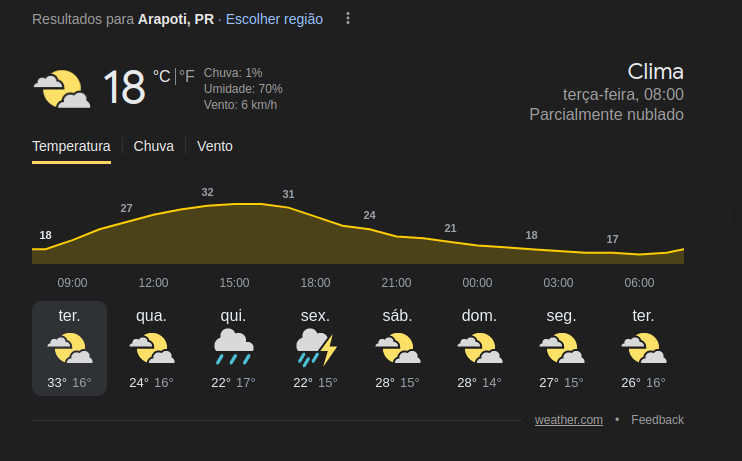 Resultados para Arapoti, PR · Escolher região
18 °C | °F
Chuva: 1%
Umidade: 70%
Vento: 6 km/h
Clima
terça-feira, 08:00
Parcialmente nublado
Temperatura
Chuva
Vento
18 27 32 31 24 21 18 17
09:00 12:00 15:00 18:00 21:00 00:00 03:00 06:00
ter. qua. qui. sex. sáb. dom. seg. ter.
33° 16° 24° 16° 22° 17° 22° 15° 28° 15° 28° 14° 27° 15° 26° 16°
weather.com • Feedback